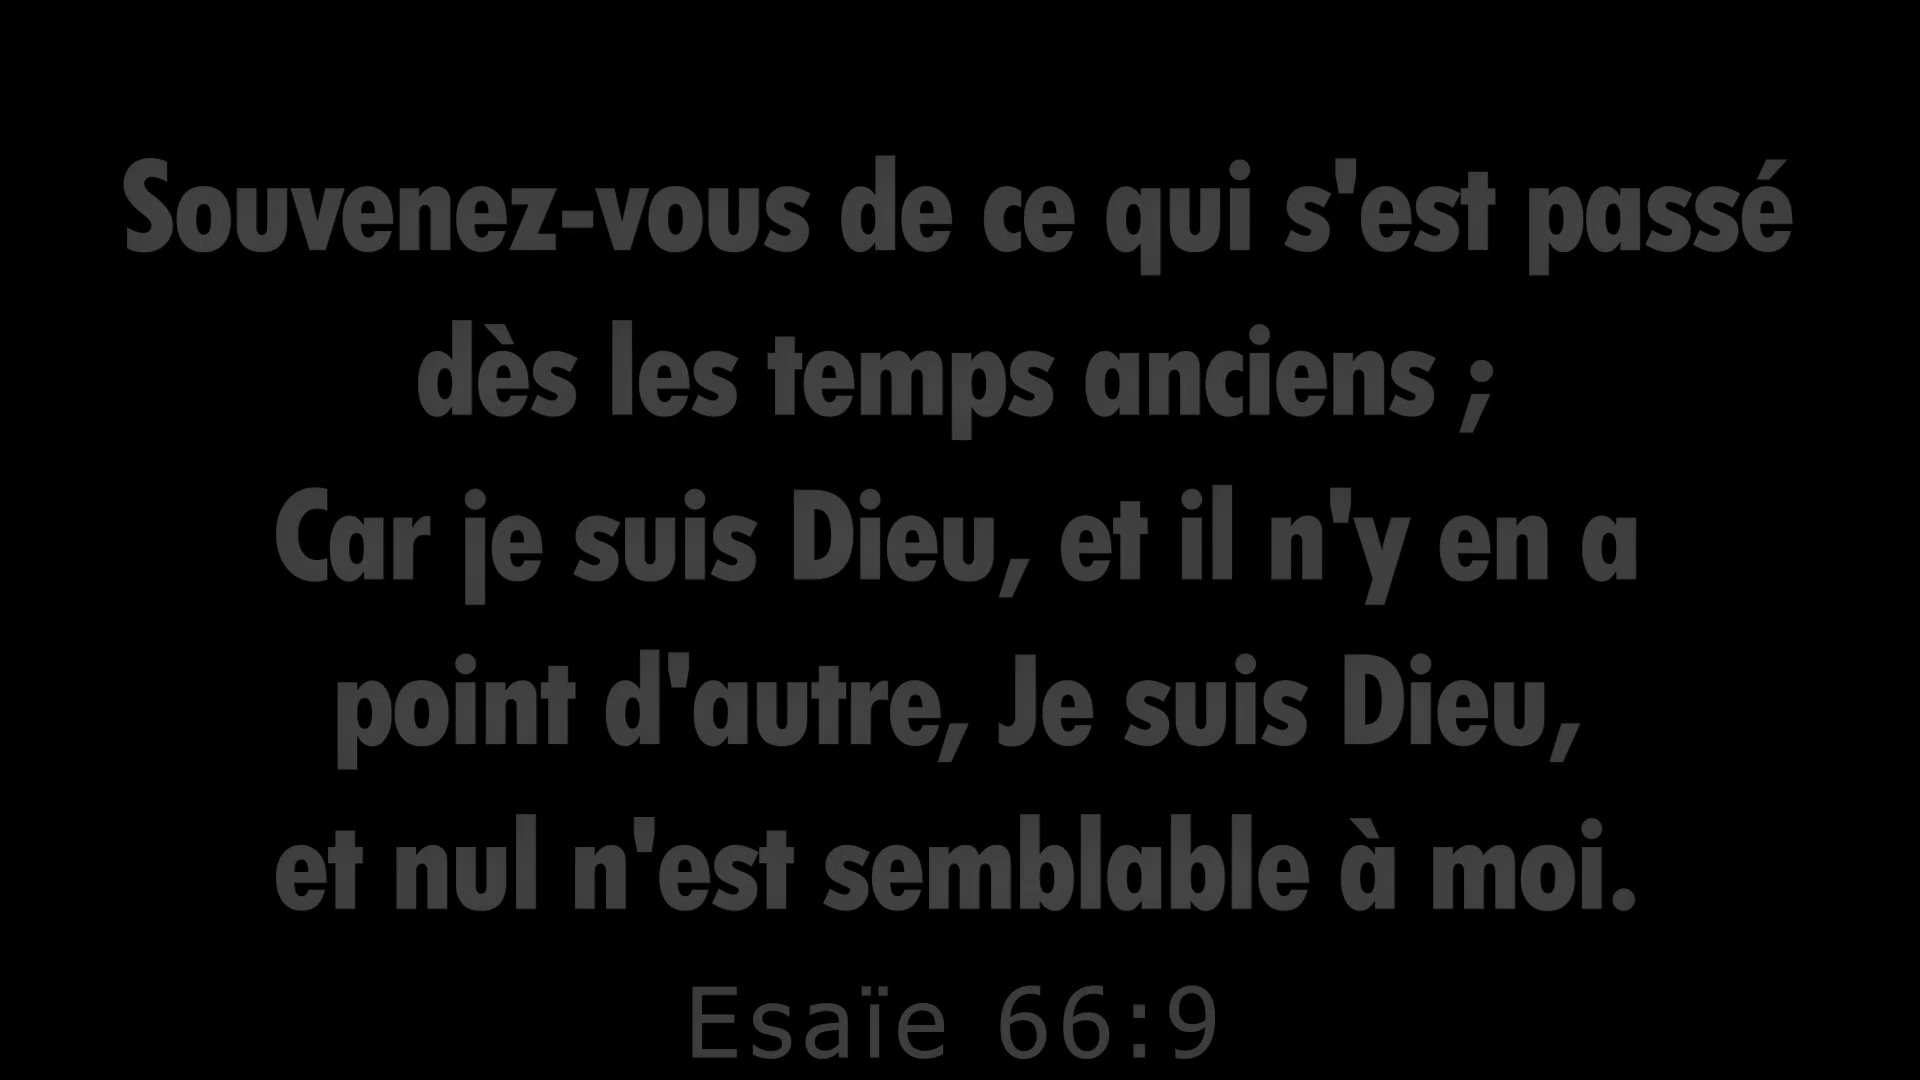 Souvenez-vous de ce qui s'est passé
dès les temps anciens ;
Car je suis Dieu, et il n'y en a
point d'autre, Je suis Dieu,
et nul n'est semblable à moi.
Esaïe 66:9